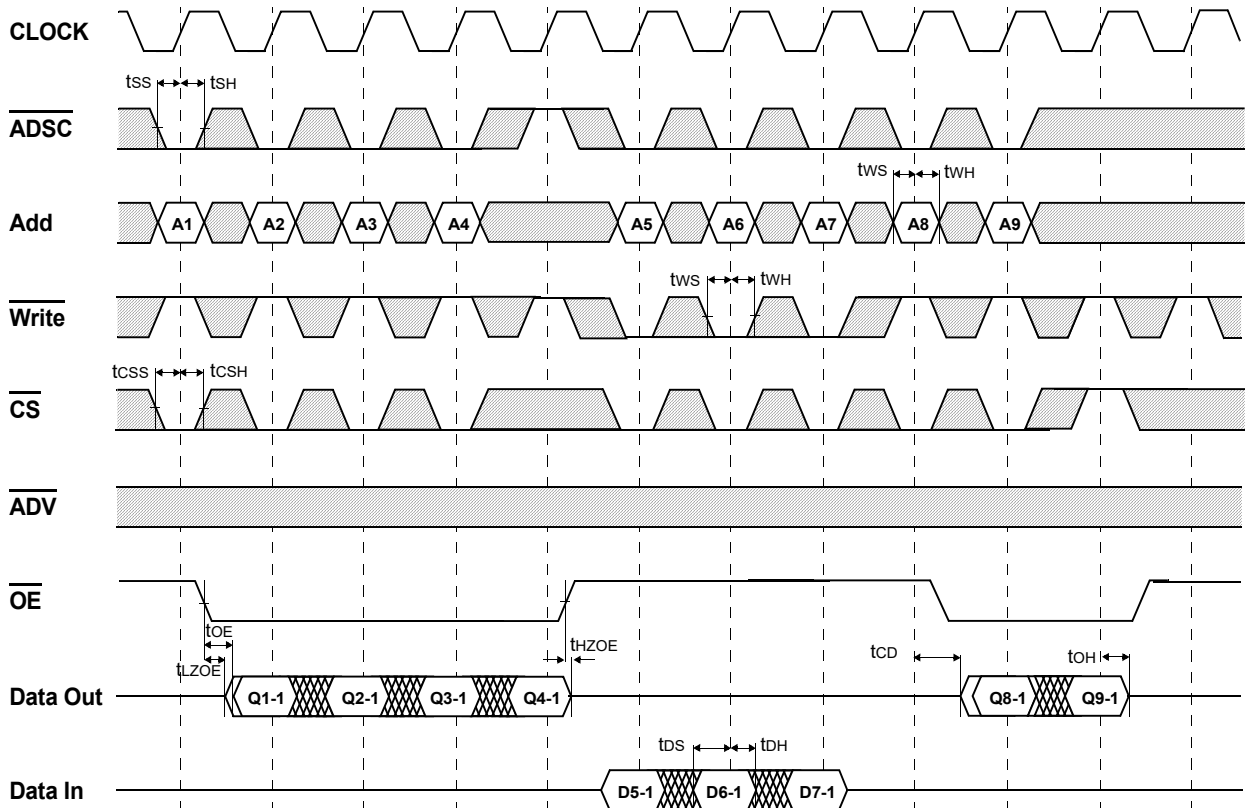 CLOCK
tSS tSH
ADSC
tWS tWH
Add A1 A2 A3 A4 A5 A6 A7 A8 A9
tWS tWH
Write
tCSS tCSH
CS
ADV
OE
tOE tHZOE
tLZOE tCD tOH
Data Out Q1-1 Q2-1 Q3-1 Q4-1 Q8-1 Q9-1
tDS tDH
Data In D5-1 D6-1 D7-1